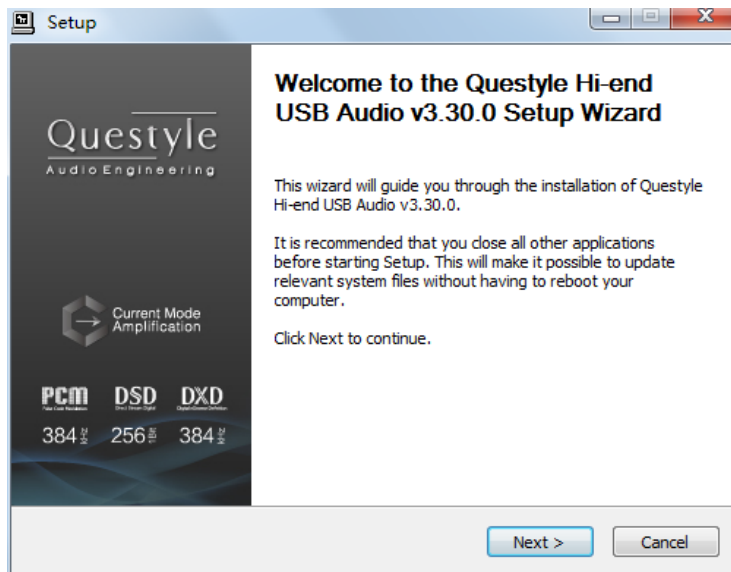 Setup
Questyle
Audio Engineering
Current Mode
Amplification
PCM DSD DXD
384 256 384
Welcome to the Questyle Hi-end
USB Audio v3.30.0 Setup Wizard
This wizard will guide you through the installation of Questyle
Hi-end USB Audio v3.30.0.
It is recommended that you close all other applications
before starting Setup. This will make it possible to update
relevant system files without having to reboot your
computer.
Click Next to continue.
Next >
Cancel